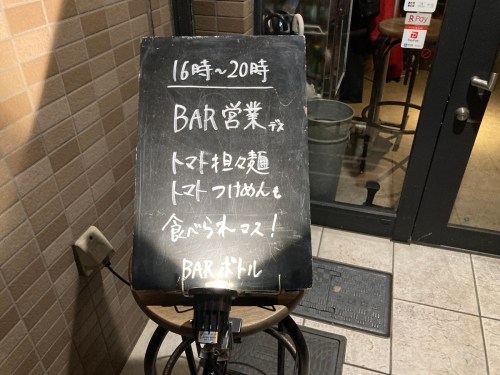 16時～20時
BAR営業デス
トマト担々麺
トマトつけめんも
食べられマス!
BARボトル
R Pay